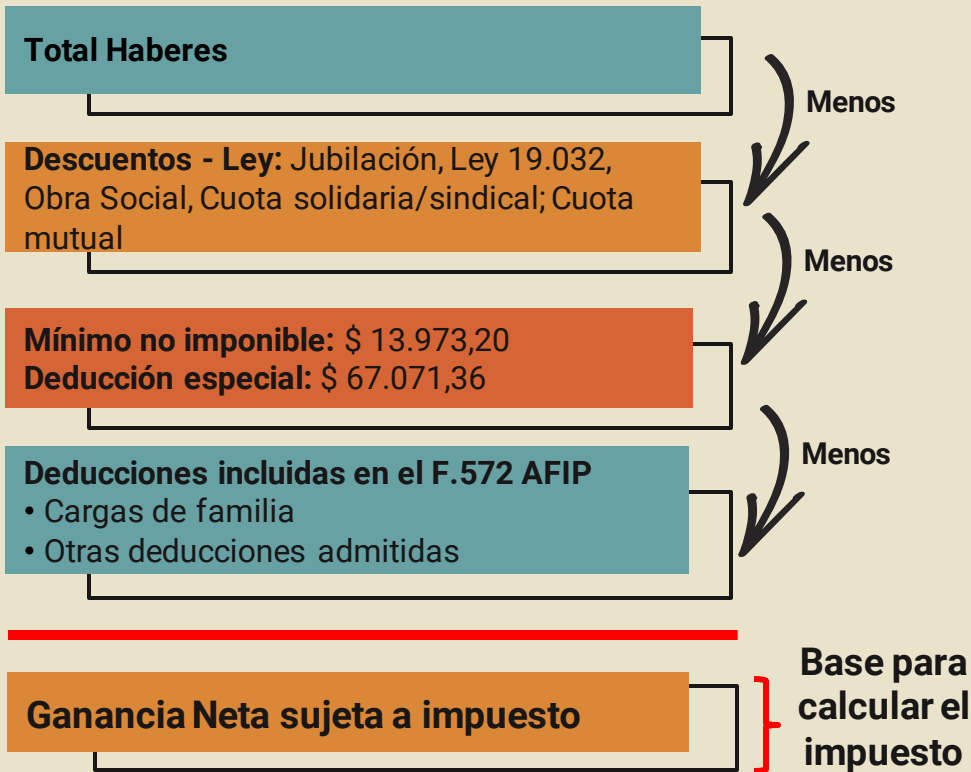 Total Haberes
Menos
Descuentos - Ley: Jubilación, Ley 19.032,
Obra Social, Cuota solidaria/sindical; Cuota
mutual
Menos
Mínimo no imponible: $ 13.973,20
Deducción especial: $ 67.071,36
Menos
Deducciones incluidas en el F.572 AFIP
• Cargas de familia
• Otras deducciones admitidas
Ganancia Neta sujeta a impuesto
Base para
calcular el
impuesto